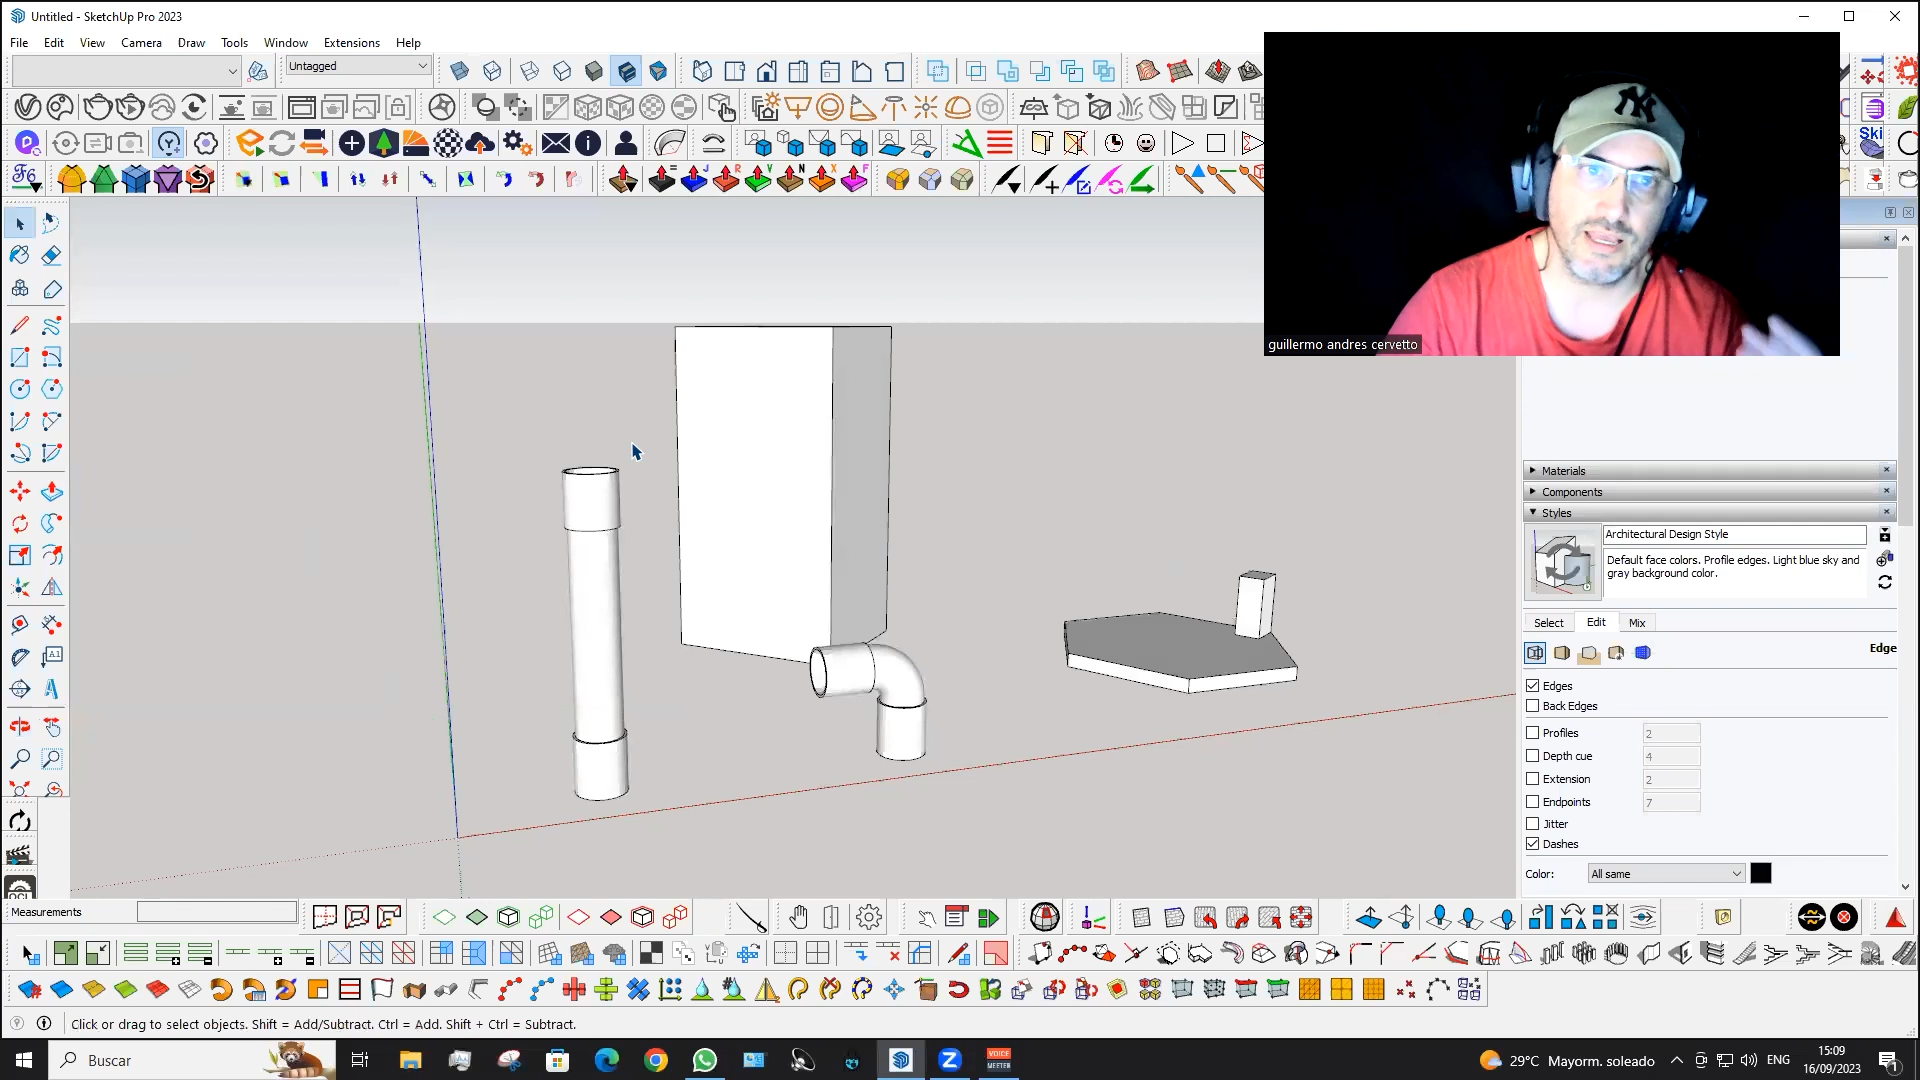 Untitled - SketchUp Pro 2023
File Edit View Camera Draw Tools Window Extensions Help
Untagged
guillermo andres cervetto
Materials
Components
Styles
Architectural Design Style
Default face colors. Profile edges. Light blue sky and
gray background color.
Select Edit Mix
Edge
Edges
Back Edges
Profiles 2
Depth cue 4
Extension 2
Endpoints 7
Jitter
Dashes
Color: All same
Measurements
Click or drag to select objects. Shift = Add/Subtract. Ctrl = Add. Shift + Ctrl = Subtract.
Buscar
VOICE
MEETER
29°C Mayorm. soleado
ENG
15:09
16/09/2023